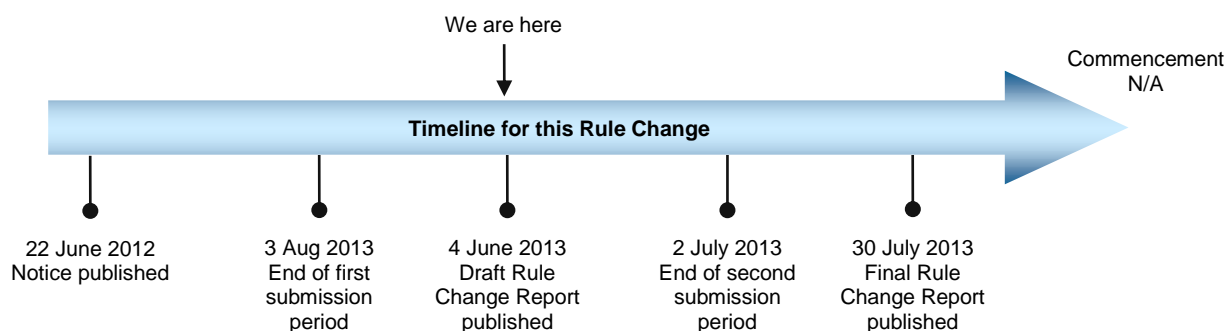 We are here
Commencement
N/A
Timeline for this Rule Change
22 June 2012
Notice published
3 Aug 2013
End of first
submission
period
4 June 2013
Draft Rule
Change Report
published
2 July 2013
End of second
submission
period
30 July 2013
Final Rule
Change Report
published